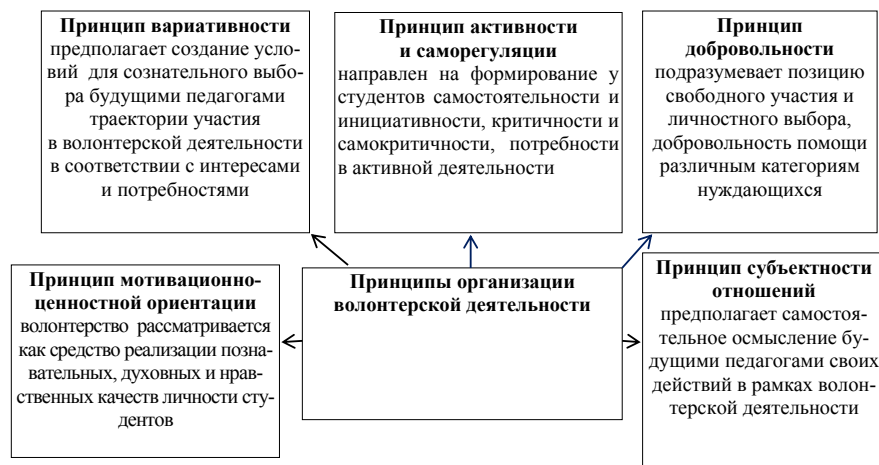 Принцип вариативности
предполагает создание усло-
вий для сознательного выбо-
ра будущими педагогами
траектории участия
в волонтерской деятельности
в соответствии с интересами
и потребностями
Принцип активности
и саморегуляции
направлен на формирование у
студентов самостоятельности и
инициативности, критичности и
самокритичности, потребности
в активной деятельности
Принцип
добровольности
подразумевает позицию
свободного участия и
личностного выбора,
добровольность помощи
различным категориям
нуждающихся
Принцип мотивационно-
ценностной ориентации
волонтерство рассматривается
как средство реализации позна-
вательных, духовных и нрав-
ственных качеств личности сту-
дентов
Принципы организации
волонтерской деятельности
Принцип субъектности
отношений
предполагает самостоя-
тельное осмысление бу-
дущими педагогами своих
действий в рамках волон-
терской деятельности